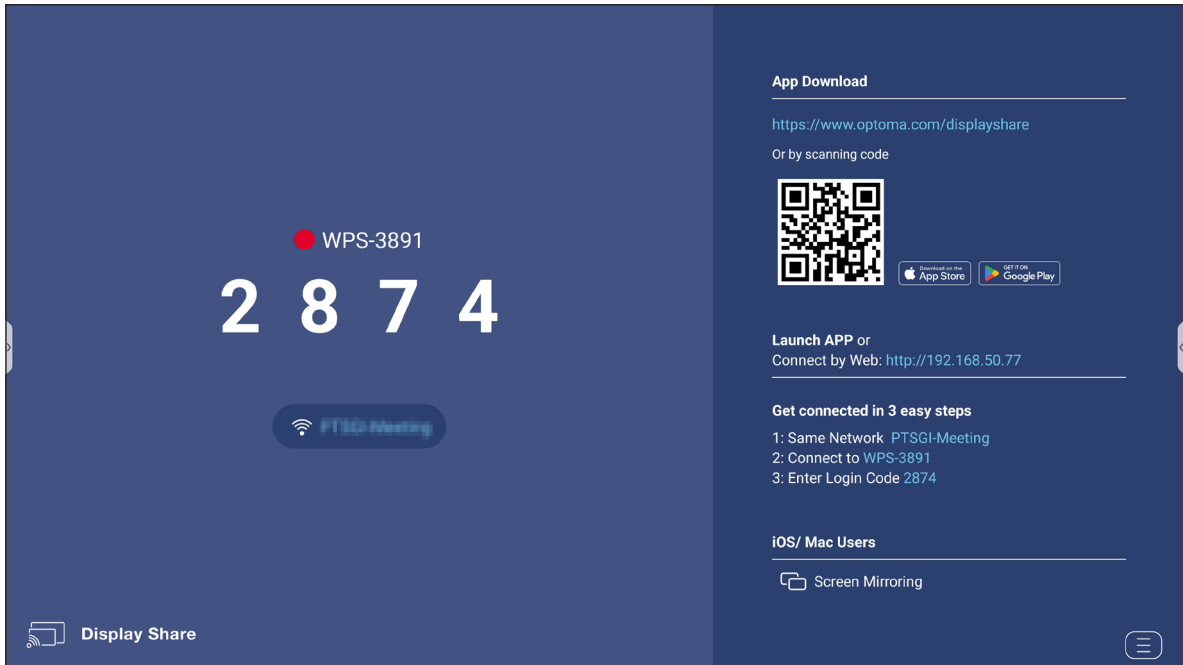 WPS-3891
2 8 7 4
Display Share
App Download
https://www.optoma.com/displayshare
Or by scanning code
Download on the
App Store
GET IT ON
Google Play
Launch APP or
Connect by Web: http://192.168.50.77
Get connected in 3 easy steps
1: Same Network PTSGI-Meeting
2: Connect to WPS-3891
3: Enter Login Code 2874
iOS/ Mac Users
Screen Mirroring